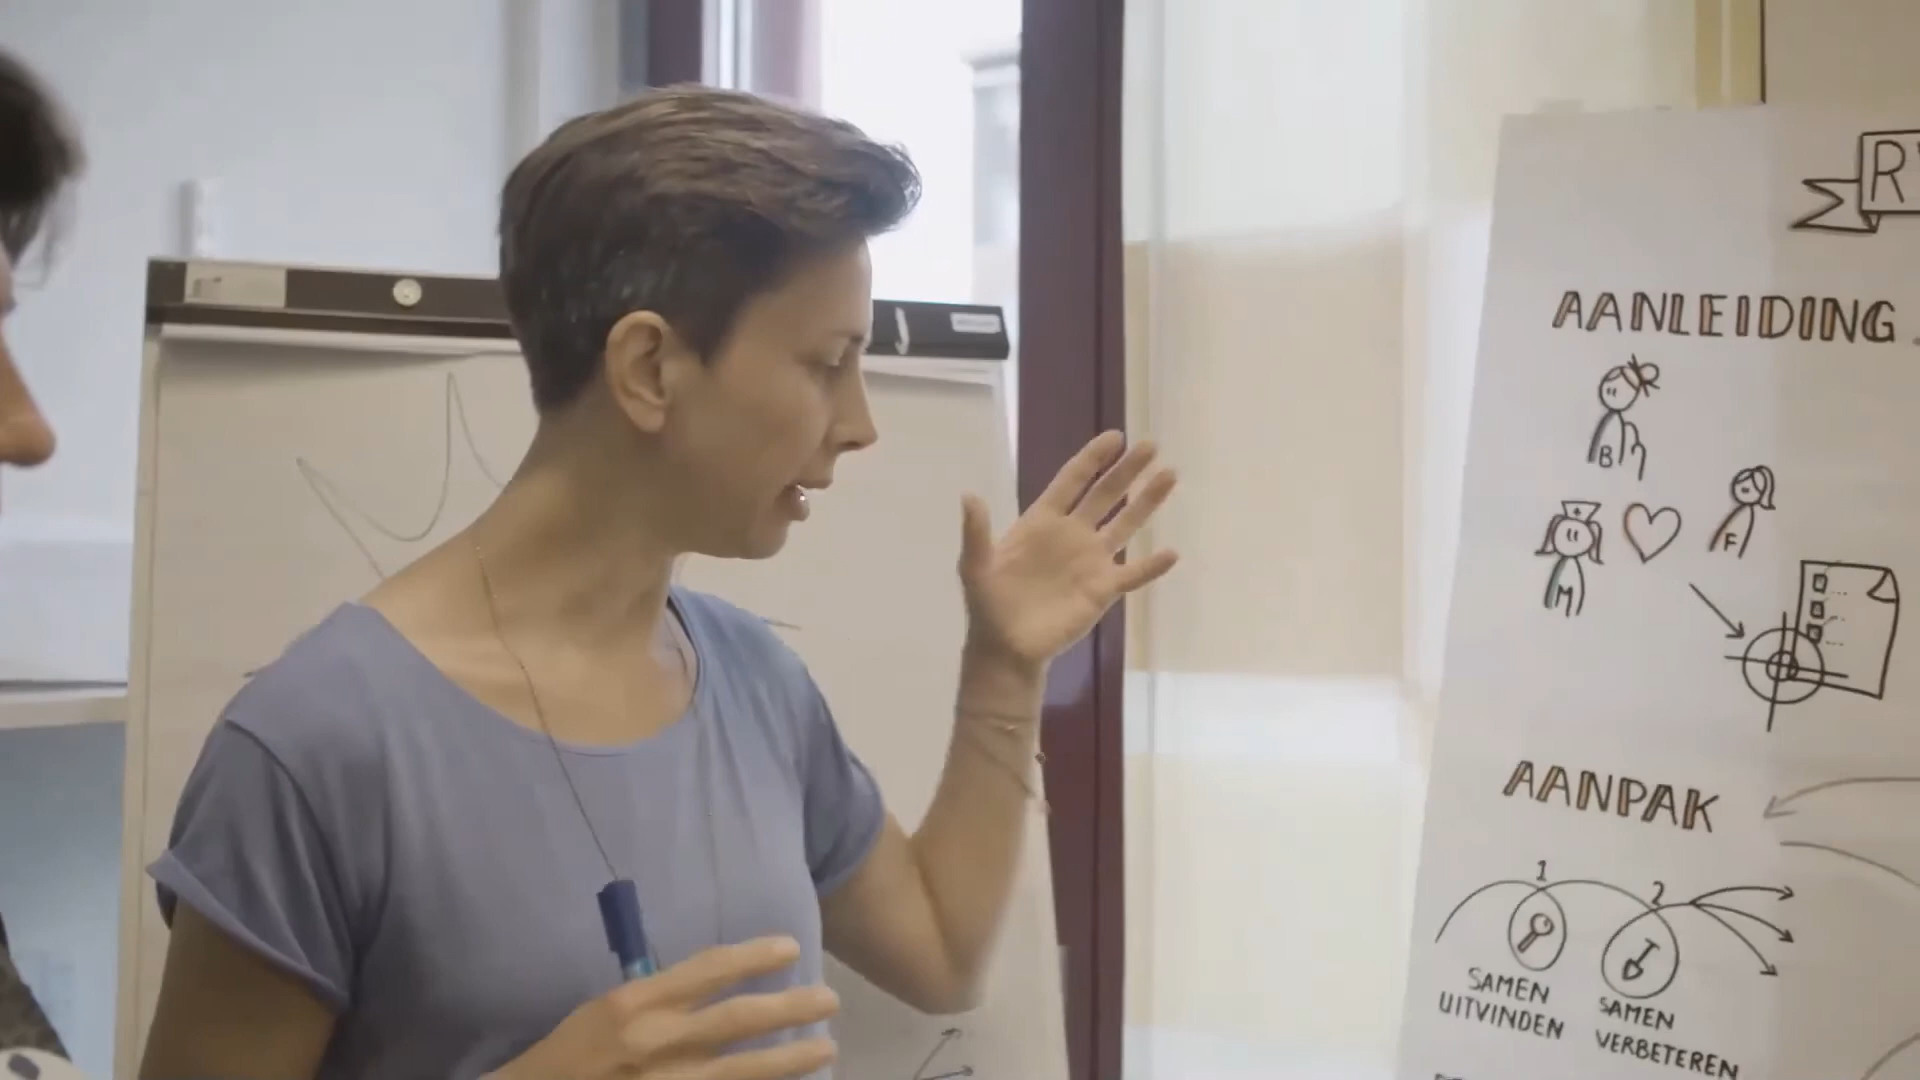 R
AANLEIDING
B
F
M
AANPAK
1
2
SAMEN
UITVINDEN
SAMEN
VERBETEREN